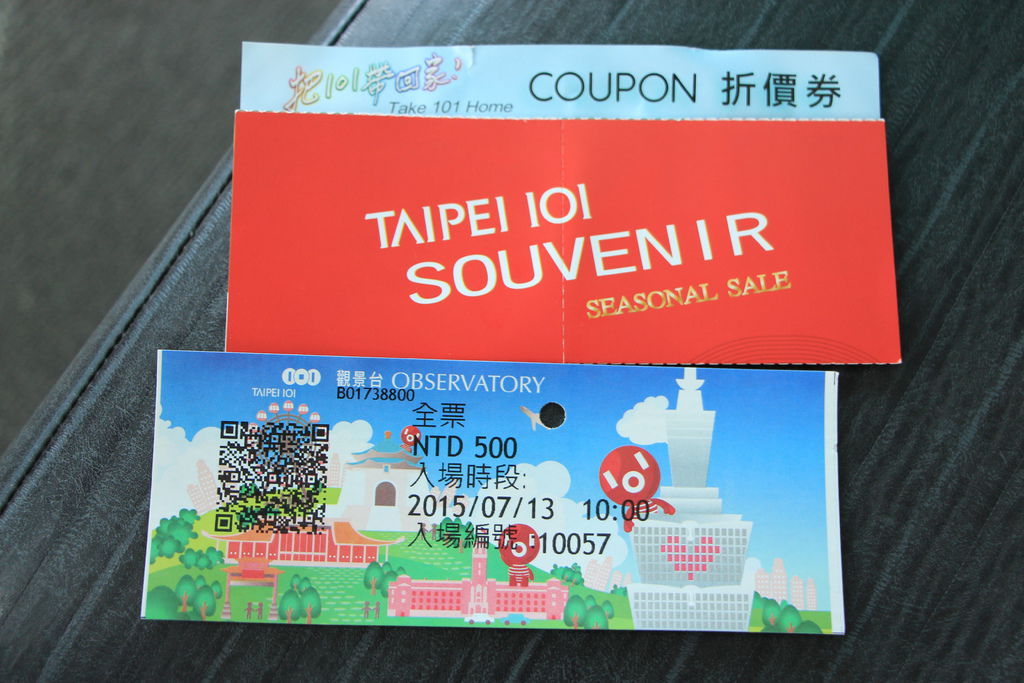 把101帶回家!
Take 101 Home
COUPON 折價券
TAIPEI 101
SOUVENIR
SEASONAL SALE
101
TAIPEI 101
觀景台 OBSERVATORY
B01738800
全票
NTD 500
入場時段:
2015/07/13 10:00
入場編號:10057